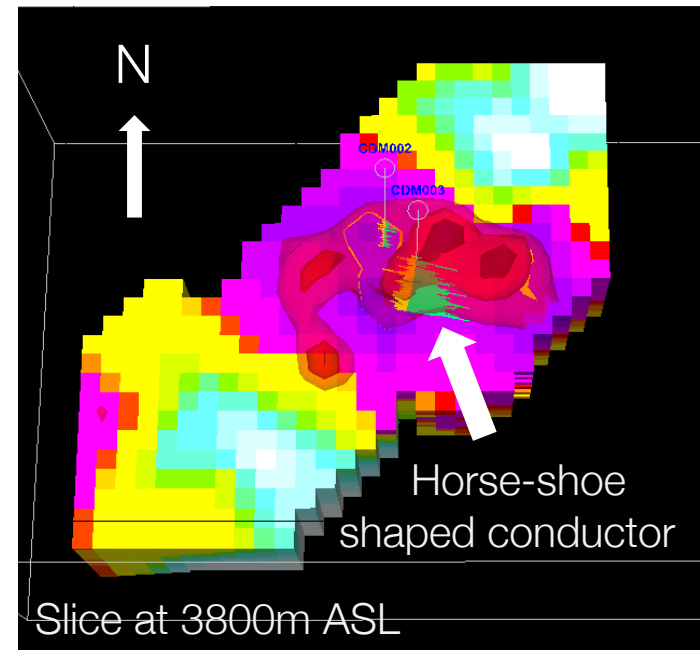 N
CDM002
CDM003
Horse-shoe
shaped conductor
Slice at 3800m ASL